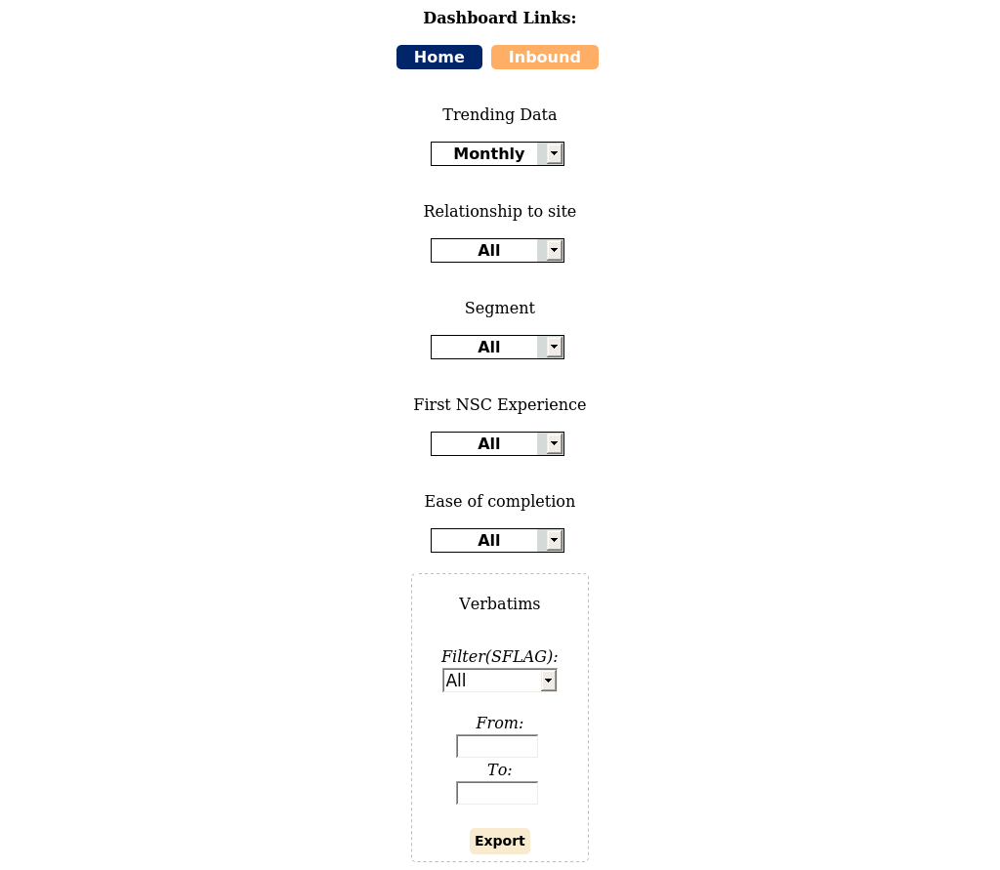 Dashboard Links:
Home Inbound
Trending Data
Monthly
Relationship to site
All
Segment
All
First NSC Experience
All
Ease of completion
All
Verbatims
Filter(SFLAG):
All
From:
To:
Export